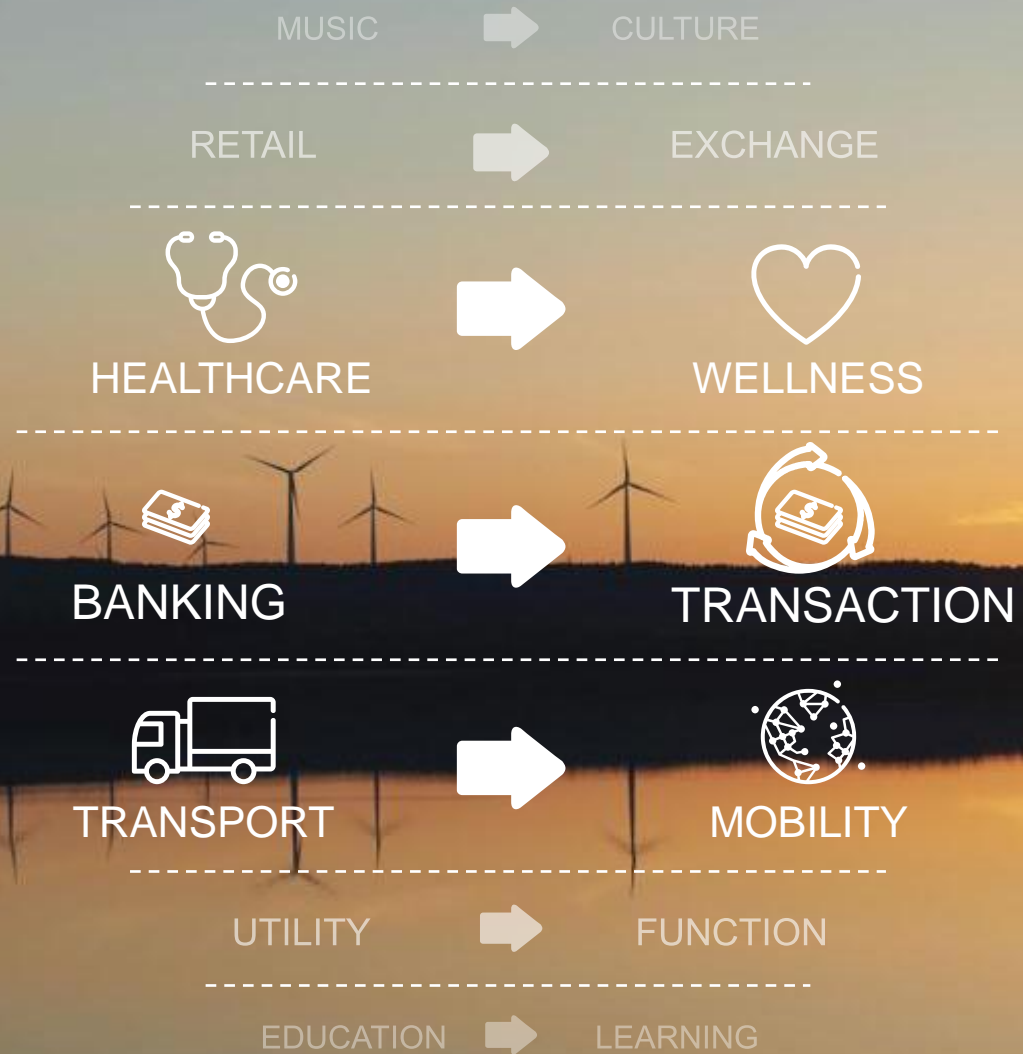 MUSIC CULTURE
RETAIL EXCHANGE
HEALTHCARE WELLNESS
$ $
BANKING TRANSACTION
TRANSPORT MOBILITY
UTILITY FUNCTION
EDUCATION LEARNING